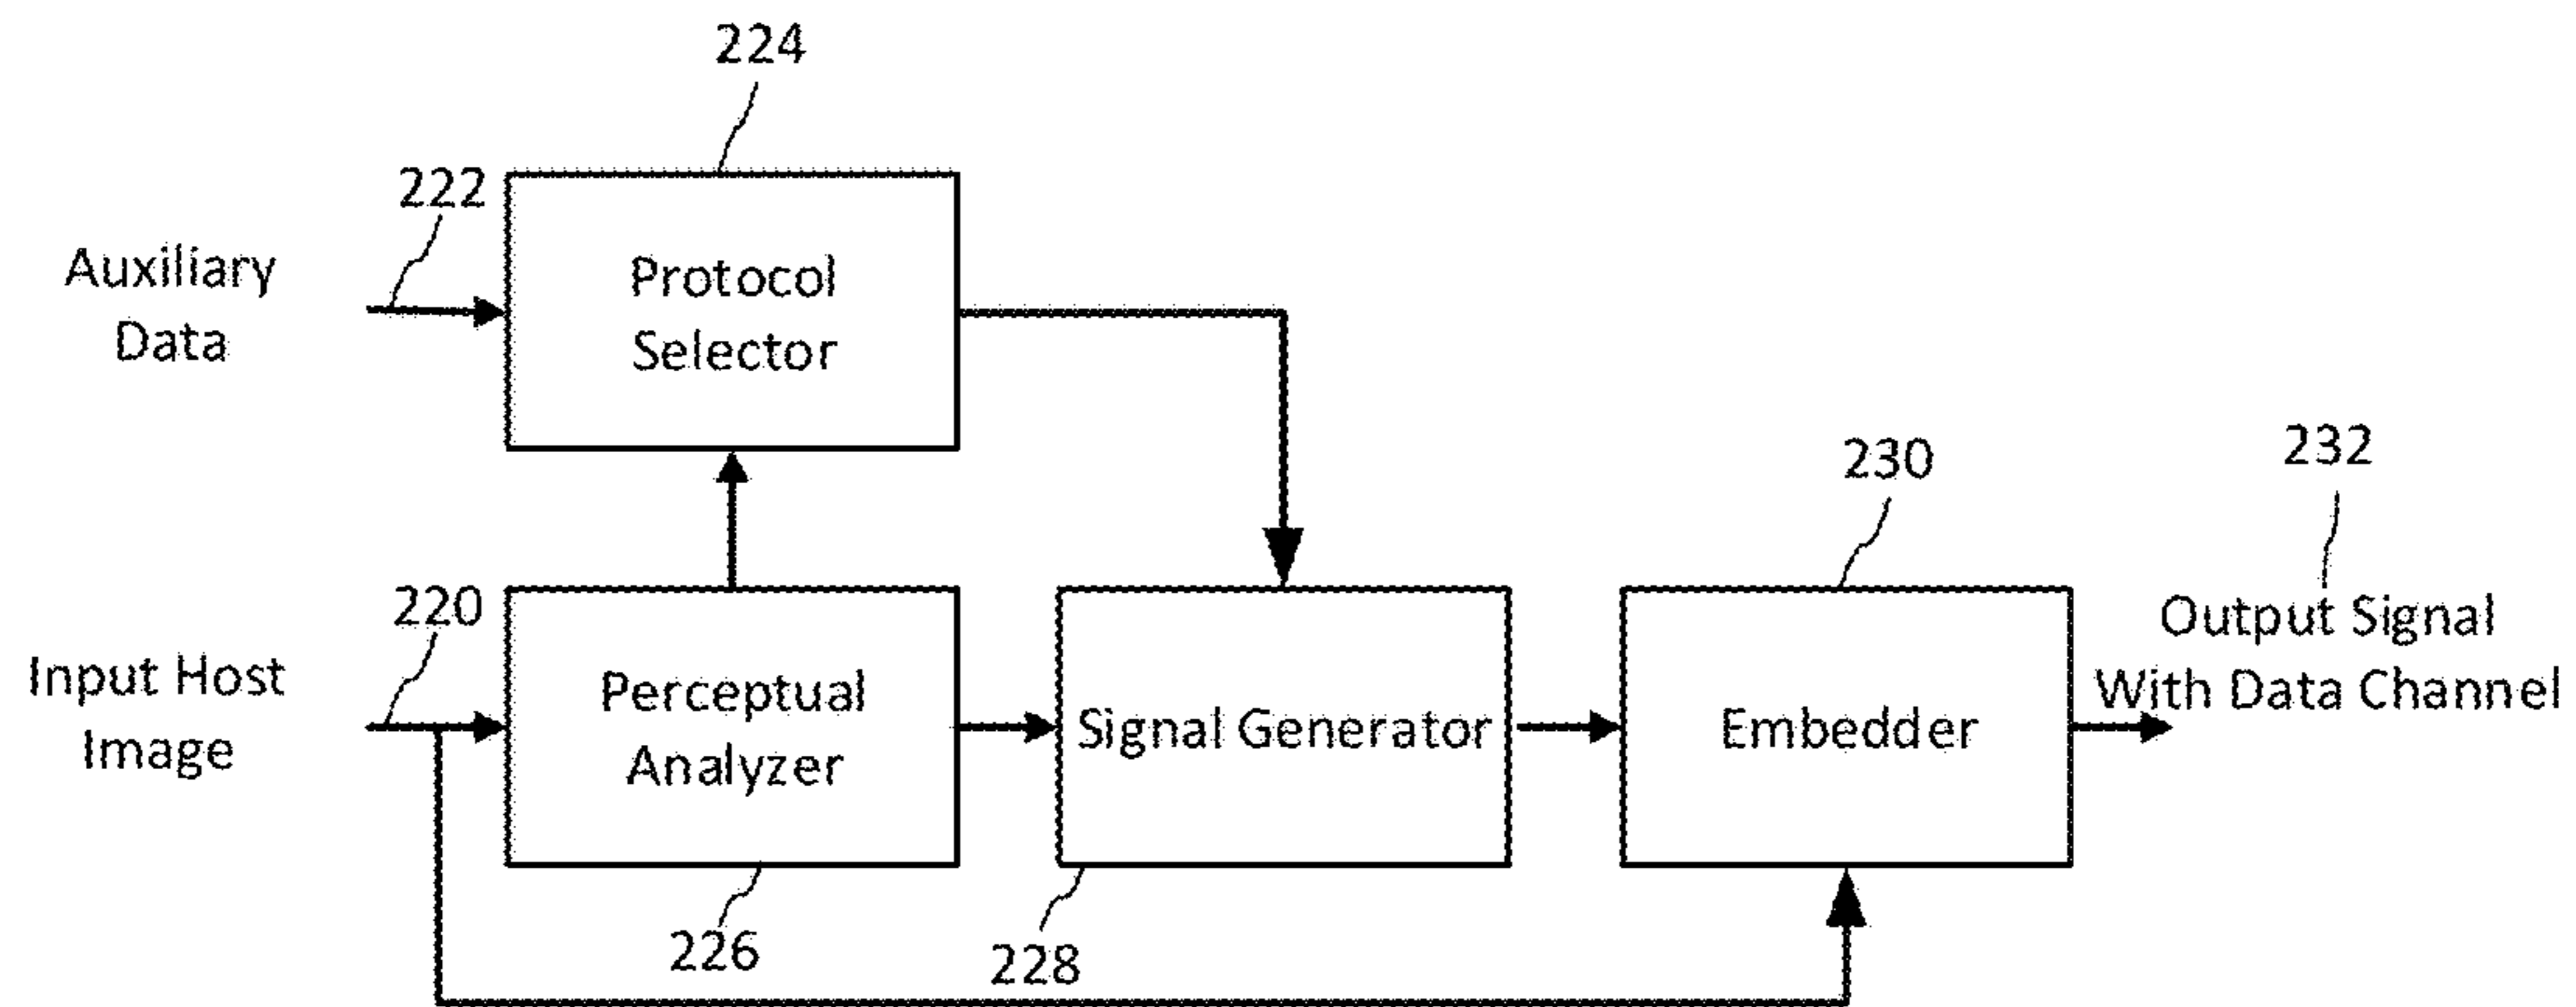 224
222
Auxiliary
Data
Protocol
Selector
230
232
220
Input Host
Image
Perceptual
Analyzer
Signal Generator
Embedder
Output Signal
With Data Channel
226
228